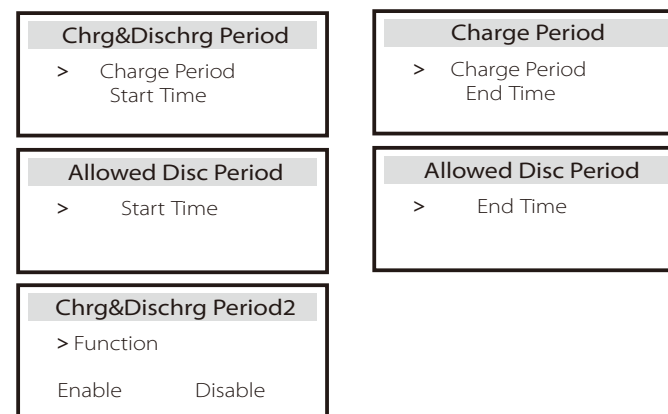 Chrg&Dischrg Period
> Charge Period
Start Time
Charge Period
> Charge Period
End Time
Allowed Disc Period
> Start Time
Allowed Disc Period
> End Time
Chrg&Dischrg Period2
> Function
Enable Disable